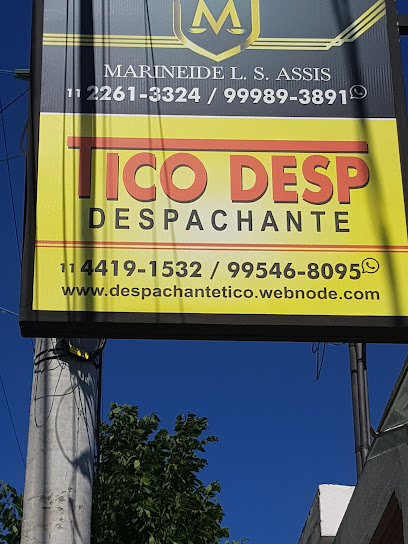 M
MARINEIDE L. S. ASSIS
11 2261-3324 / 99989-3891
TICO DESP
DESPACHANTE
11 4419-1532 / 99546-8095
www.despachantetico.webnode.com